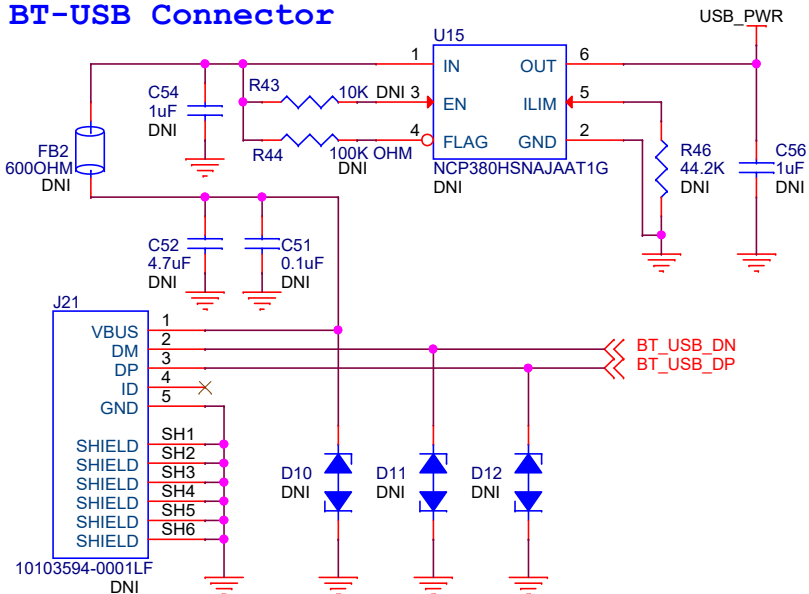 BT-USB Connector
USB_PWR
U15
1
IN
OUT
6
C54
1uF
DNI
R43
10K
DNI
3
EN
ILIM
5
R44
100K OHM
DNI
4
FLAG
GND
2
NCP380HSNAJAAT1G
DNI
R46
44.2K
DNI
C56
1uF
DNI
FB2
600OHM
DNI
C52
4.7uF
DNI
C51
0.1uF
DNI
J21
VBUS
1
DM
2
DP
3
ID
4
GND
5
SHIELD
SH1
SHIELD
SH2
SHIELD
SH3
SHIELD
SH4
SHIELD
SH5
SHIELD
SH6
10103594-0001LF
DNI
BT_USB_DN
BT_USB_DP
D10
DNI
D11
DNI
D12
DNI